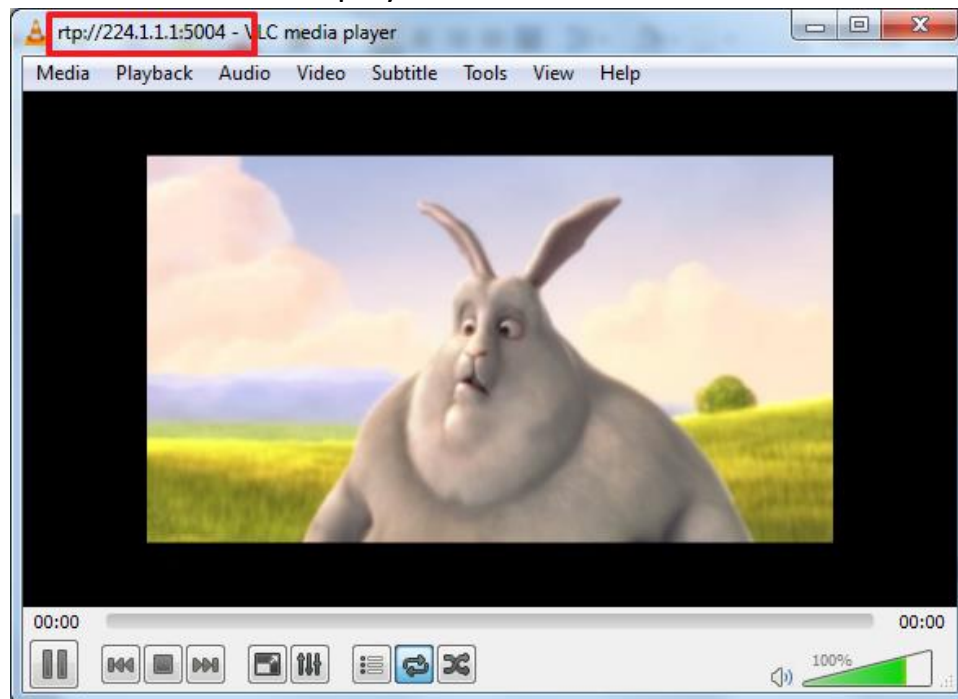 rtp://224.1.1.1:5004 - VLC media player
Media Playback Audio Video Subtitle Tools View Help
00:00 00:00
100%